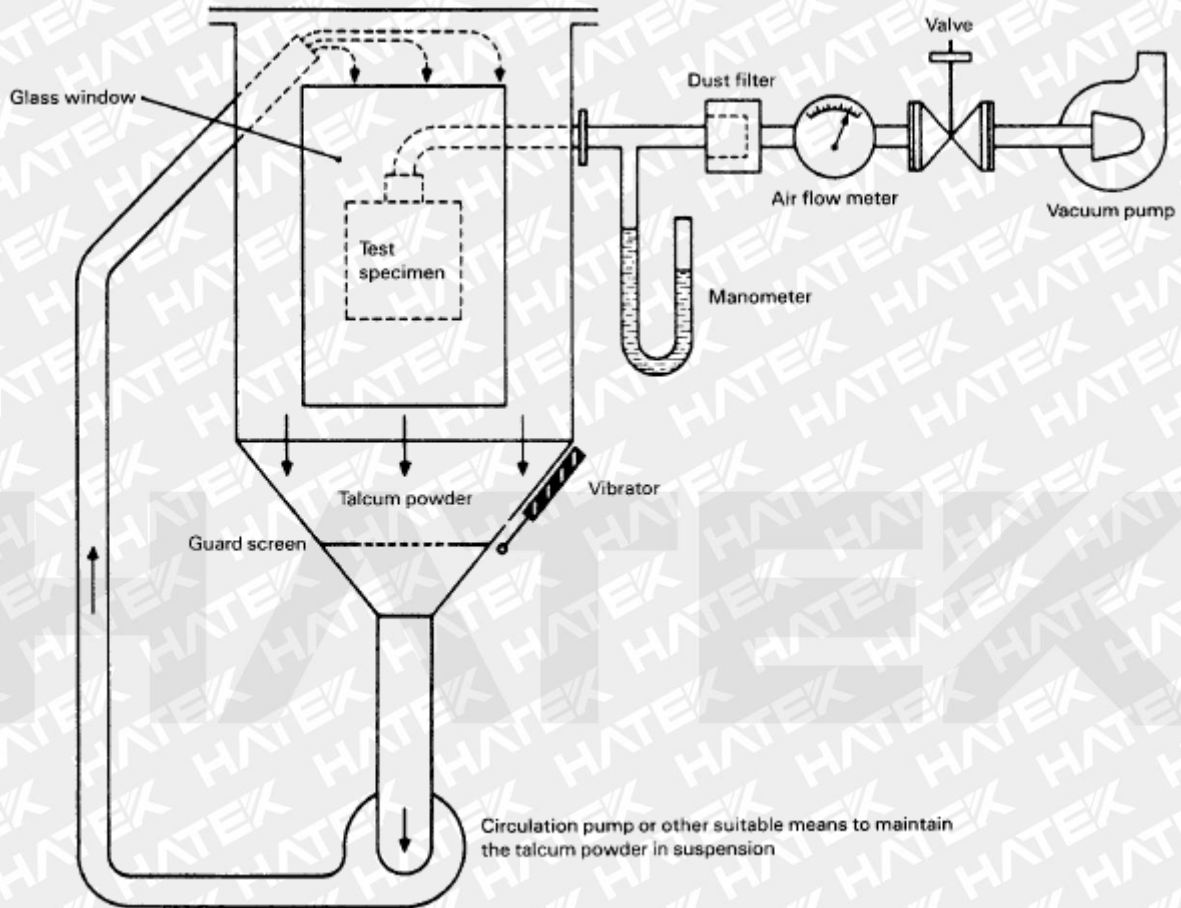 Valve
Dust filter
Glass window
Air flow meter
Vacuum pump
Test
specimen
Manometer
Talcum powder
Vibrator
Guard screen
HATEK
Circulation pump or other suitable means to maintain
the talcum powder in suspension